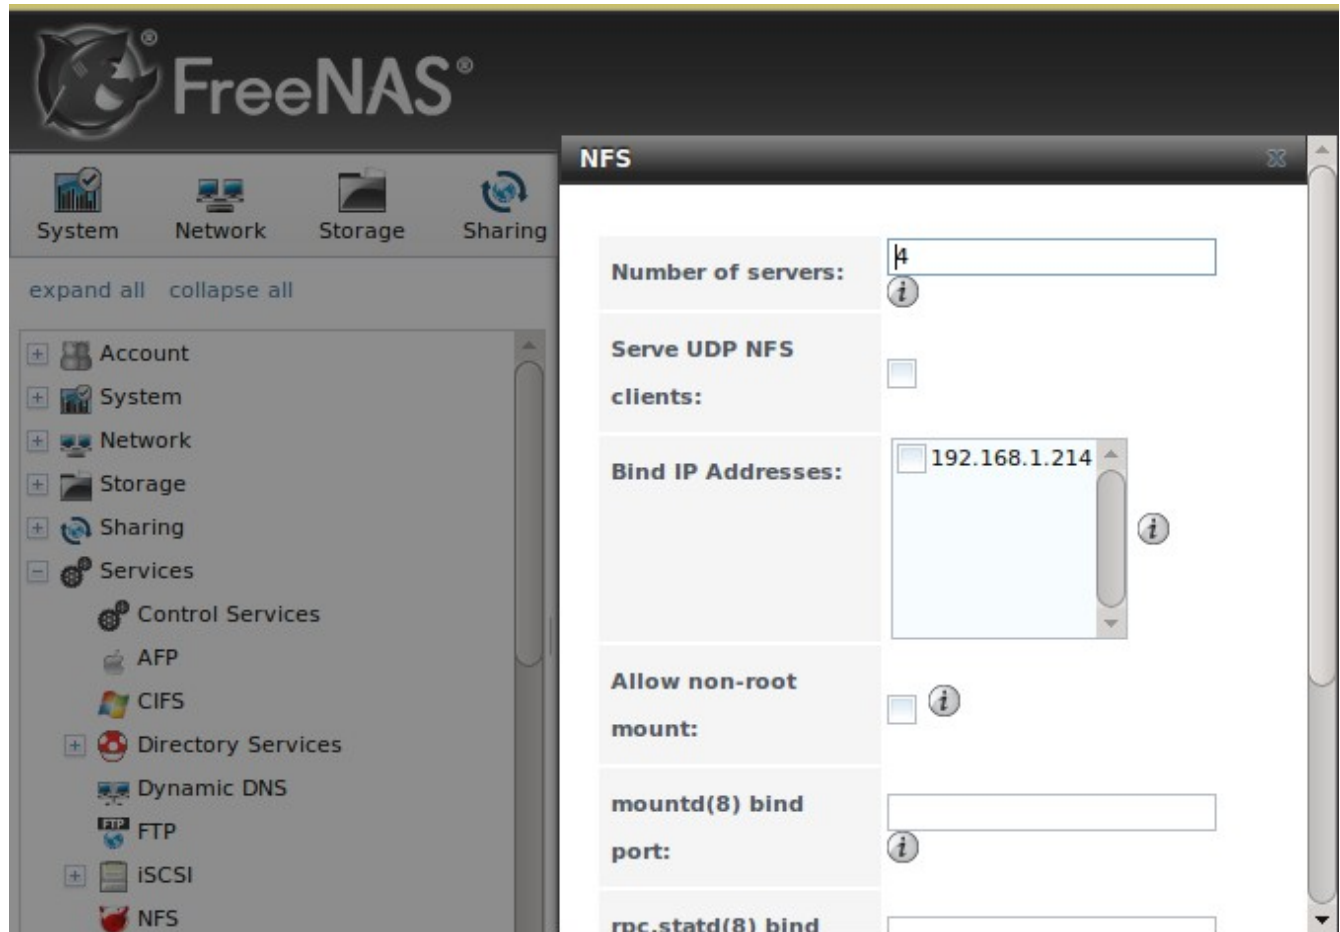 FreeNAS®
NFS
System
Network
Storage
Sharing
expand all
collapse all
Account
System
Network
Storage
Sharing
Services
Control Services
AFP
CIFS
Directory Services
Dynamic DNS
FTP
iSCSI
NFS
Number of servers:
4
Serve UDP NFS
clients:
Bind IP Addresses:
192.168.1.214
Allow non-root
mount:
mountd(8) bind
port:
rpc.statd(8) bind